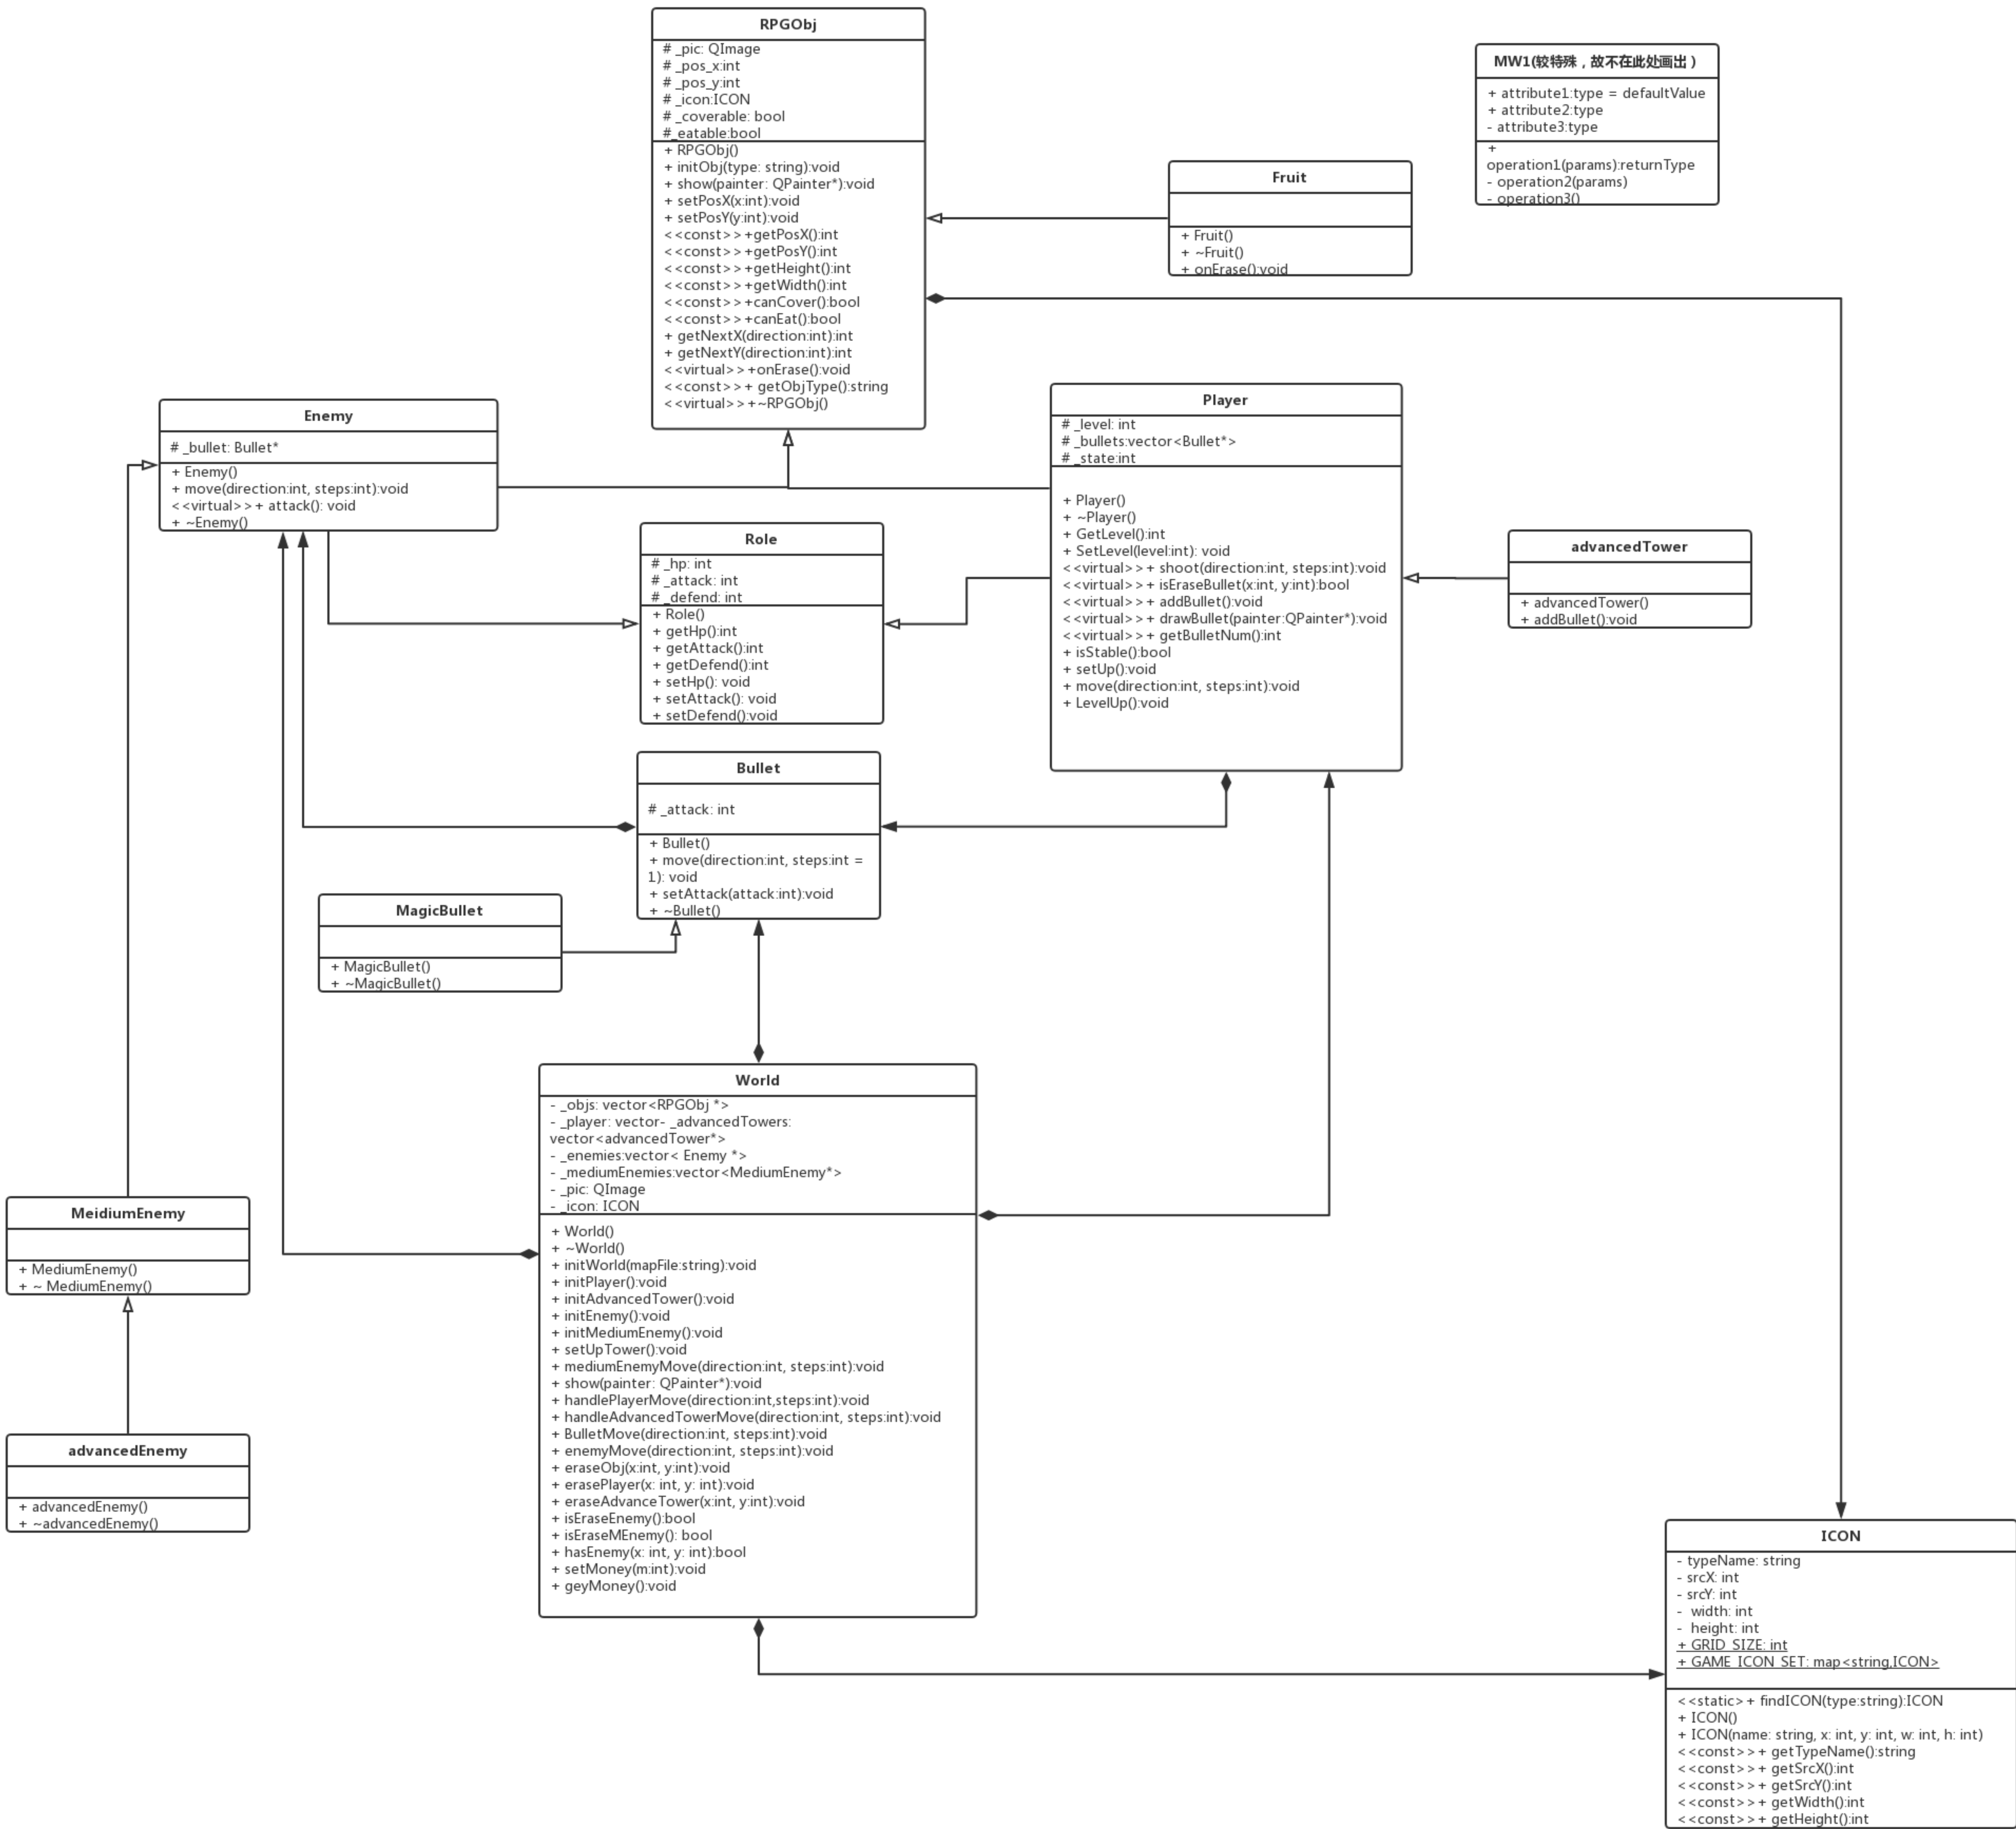 RPGObj
# _pic: QImage
# _pos_x:int
# _pos_y:int
# _icon:ICON
# _coverable: bool
#_eatable:bool
+ RPGObj()
+ initObj(type: string):void
+ show(painter: QPainter*):void
+ setPosX(x:int):void
+ setPosY(y:int):void
<<const>>+getPosX():int
<<const>>+getPosY():int
<<const>>+getHeight():int
<<const>>+getWidth():int
<<const>>+canCover():bool
<<const>>+canEat():bool
+ getNextX(direction:int):int
+ getNextY(direction:int):int
<<virtual>>+onErase():void
<<const>>+ getObjType():string
<<virtual>>+~RPGObj()
MW1(较特殊，故不在此处画出）
+ attribute1:type = defaultValue
+ attribute2:type
- attribute3:type
+
operation1(params):returnType
- operation2(params)
- operation3()
Fruit
+ Fruit()
+ ~Fruit()
+ onErase():void
Enemy
# _bullet: Bullet*
+ Enemy()
+ move(direction:int, steps:int):void
<<virtual>>+ attack(): void
+ ~Enemy()
Player
# _level: int
# _bullets:vector<Bullet*>
# _state:int
+ Player()
+ ~Player()
+ GetLevel():int
+ SetLevel(level:int): void
<<virtual>>+ shoot(direction:int, steps:int):void
<<virtual>>+ isEraseBullet(x:int, y:int):bool
<<virtual>>+ addBullet():void
<<virtual>>+ drawBullet(painter:QPainter*):void
<<virtual>>+ getBulletNum():int
+ isStable():bool
+ setUp():void
+ move(direction:int, steps:int):void
+ LevelUp():void
Role
# _hp: int
# _attack: int
# _defend: int
+ Role()
+ getHp():int
+ getAttack():int
+ getDefend():int
+ setHp(): void
+ setAttack(): void
+ setDefend():void
advancedTower
+ advancedTower()
+ addBullet():void
Bullet
# _attack: int
+ Bullet()
+ move(direction:int, steps:int =
1): void
+ setAttack(attack:int):void
+ ~Bullet()
MagicBullet
+ MagicBullet()
+ ~MagicBullet()
World
- _objs: vector<RPGObj *>
- _player: vector- _advancedTowers:
vector<advancedTower*>
- _enemies:vector< Enemy *>
- _mediumEnemies:vector<MediumEnemy*>
- _pic: QImage
- _icon: ICON
+ World()
+ ~World()
+ initWorld(mapFile:string):void
+ initPlayer():void
+ initAdvancedTower():void
+ initEnemy():void
+ initMediumEnemy():void
+ setUpTower():void
+ mediumEnemyMove(direction:int, steps:int):void
+ show(painter: QPainter*):void
+ handlePlayerMove(direction:int,steps:int):void
+ handleAdvancedTowerMove(direction:int, steps:int):void
+ BulletMove(direction:int, steps:int):void
+ enemyMove(direction:int, steps:int):void
+ eraseObj(x:int, y:int):void
+ erasePlayer(x: int, y: int):void
+ eraseAdvanceTower(x:int, y:int):void
+ isEraseEnemy():bool
+ isEraseMEnemy(): bool
+ hasEnemy(x: int, y: int):bool
+ setMoney(m:int):void
+ geyMoney():void
MeidiumEnemy
+ MediumEnemy()
+ ~ MediumEnemy()
advancedEnemy
+ advancedEnemy()
+ ~advancedEnemy()
ICON
- typeName: string
- srcX: int
- srcY: int
- width: int
- height: int
+ GRID_SIZE: int
+ GAME_ICON_SET: map<string,ICON>
<<static>+ findICON(type:string):ICON
+ ICON()
+ ICON(name: string, x: int, y: int, w: int, h: int)
<<const>>+ getTypeName():string
<<const>>+ getSrcX():int
<<const>>+ getSrcY():int
<<const>>+ getWidth():int
<<const>>+ getHeight():int